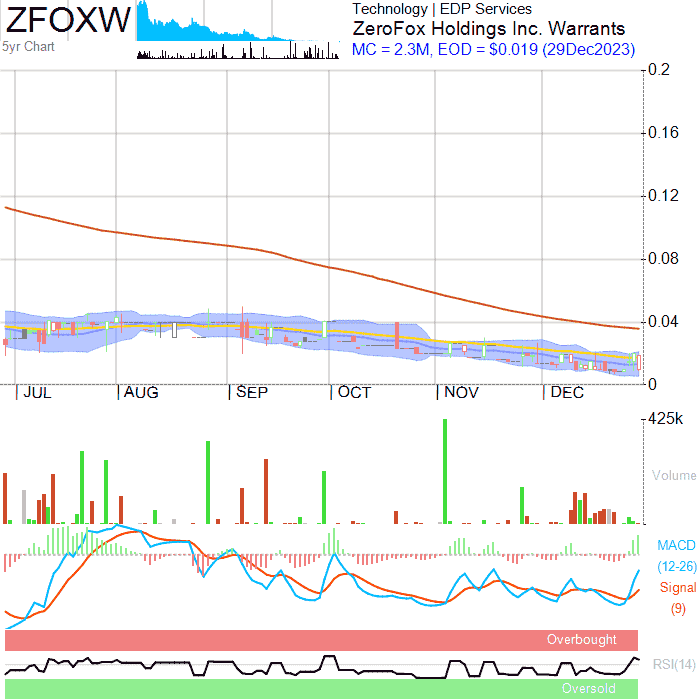 ZFOXW
5yr Chart
Technology | EDP Services
ZeroFox Holdings Inc. Warrants
MC = 2.3M, EOD = $0.019 (29Dec2023)
0.2
0.16
0.12
0.08
0.04
0
JUL AUG SEP OCT NOV DEC
425k
Volume
MACD
(12-26)
Signal
(9)
Overbought
RSI(14)
Oversold